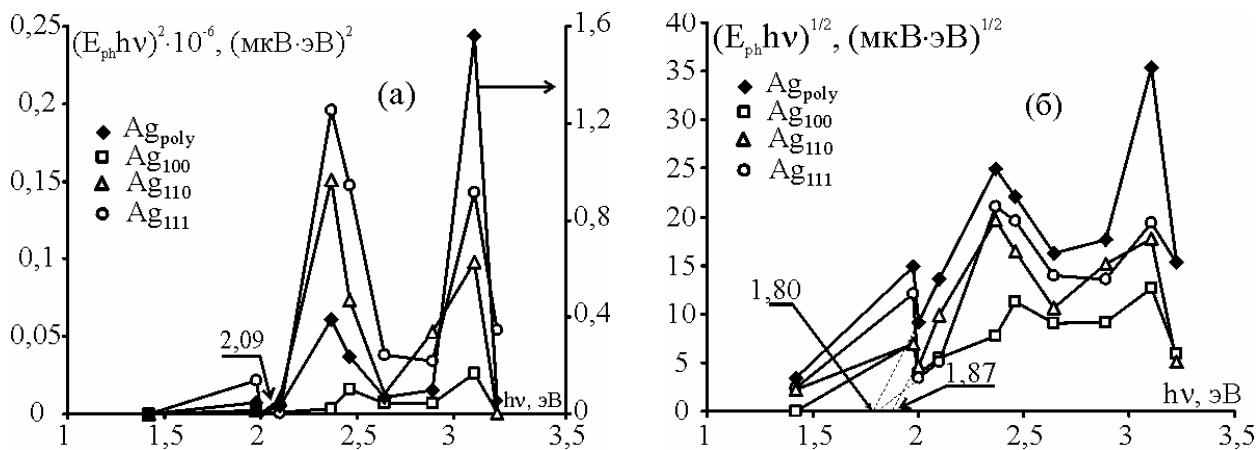 (E_ph hν)²·10⁻⁶, (мкВ·эВ)²
0,25
0,2
0,15
0,1
0,05
0
1,6
1,2
0,8
0,4
0
(а)
Ag_poly
Ag_100
Ag_110
Ag_111
2,09
hν, эВ
1
1,5
2
2,5
3
3,5
(E_ph hν)^1/2, (мкВ·эВ)^1/2
40
35
30
25
20
15
10
5
0
(б)
Ag_poly
Ag_100
Ag_110
Ag_111
1,80
1,87
hν, эВ
1
1,5
2
2,5
3
3,5